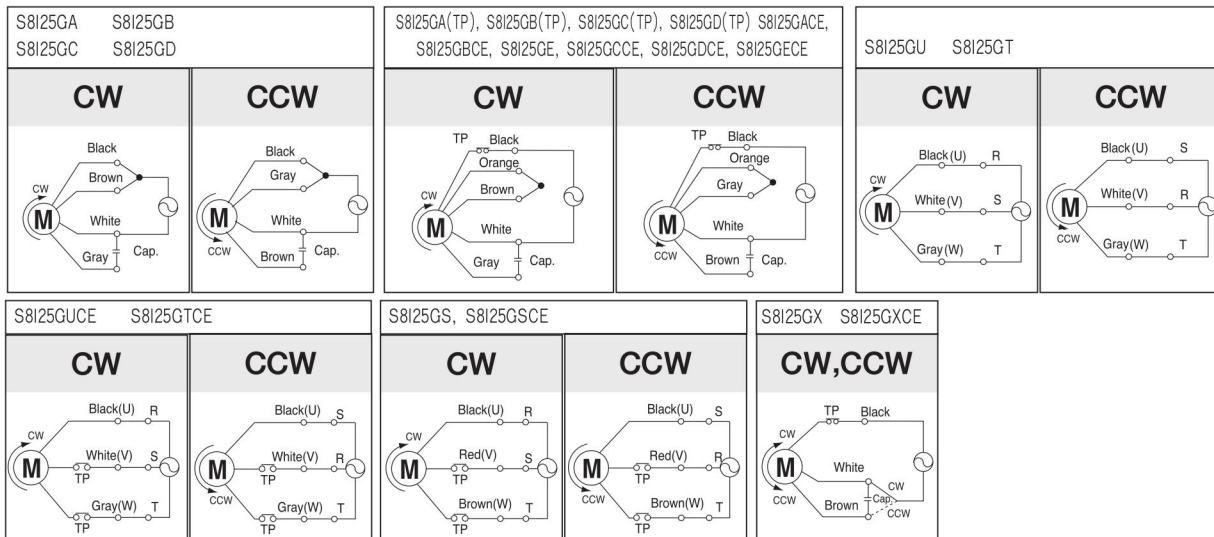 S8I25GA S8I25GB
S8I25GC S8I25GD
CW CCW
Black
Brown
CW
M
White
Gray Cap.
Black
Gray
M
White
CCW
Brown Cap.
S8I25GA(TP), S8I25GB(TP), S8I25GC(TP), S8I25GD(TP) S8I25GACE,
S8I25GBCE, S8I25GE, S8I25GCCE, S8I25GDCE, S8I25GECE
CW CCW
TP Black
Orange
CW
Brown
M
White
Gray Cap.
TP Black
Orange
Gray
M
White
CCW
Brown Cap.
S8I25GU S8I25GT
CW CCW
Black(U) R
CW
M
White(V) S
Gray(W) T
Black(U) S
M
White(V) R
CCW
Gray(W) T
S8I25GUCE S8I25GTCE
CW CCW
Black(U) R
CW
M
White(V) S
TP
Gray(W) T
TP
Black(U) S
M
White(V) R
TP
CCW
Gray(W) T
TP
S8I25GS, S8I25GSCE
CW CCW
Black(U) R
CW
M
Red(V) S
TP
Brown(W) T
TP
Black(U) S
M
Red(V) R
TP
CCW
Brown(W) T
TP
S8I25GX S8I25GXCE
CW,CCW
TP Black
CW
M
White
CW
CCW
Brown Cap.
CCW